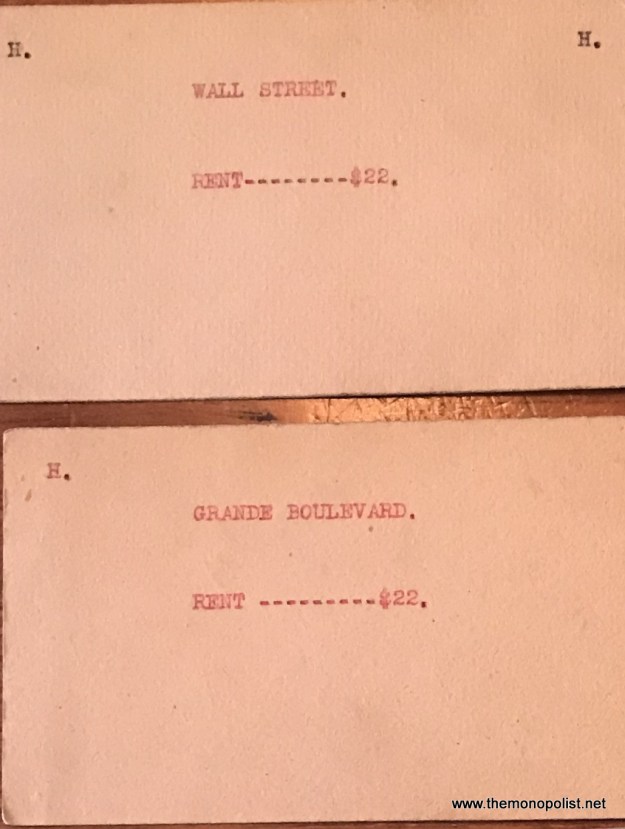 H. H.
WALL STREET.
RENT--------$22.
H.
GRANDE BOULEVARD.
RENT ---------$22.
www.themonopolist.net